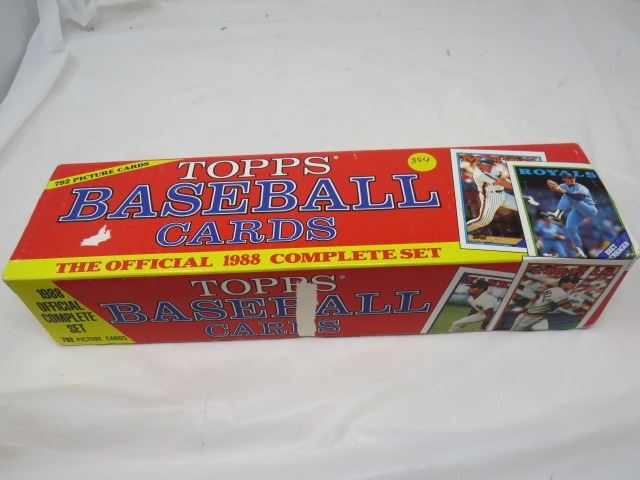 792 PICTURE CARDS
TOPPS®
BASEBALL
CARDS
394
THE OFFICIAL 1988 COMPLETE SET
ROYALS
1988
OFFICIAL
COMPLETE
SET
792 PICTURE CARDS
TOPPS®
BASEBALL
CARDS